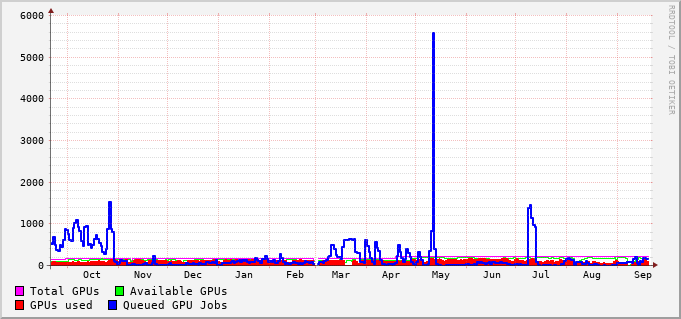 6000
5000
4000
3000
2000
1000
0
Oct Nov Dec Jan Feb Mar Apr May Jun Jul Aug Sep
Total GPUs Available GPUs
GPUs used Queued GPU Jobs
RRDTOOL / TOBI OETIKER